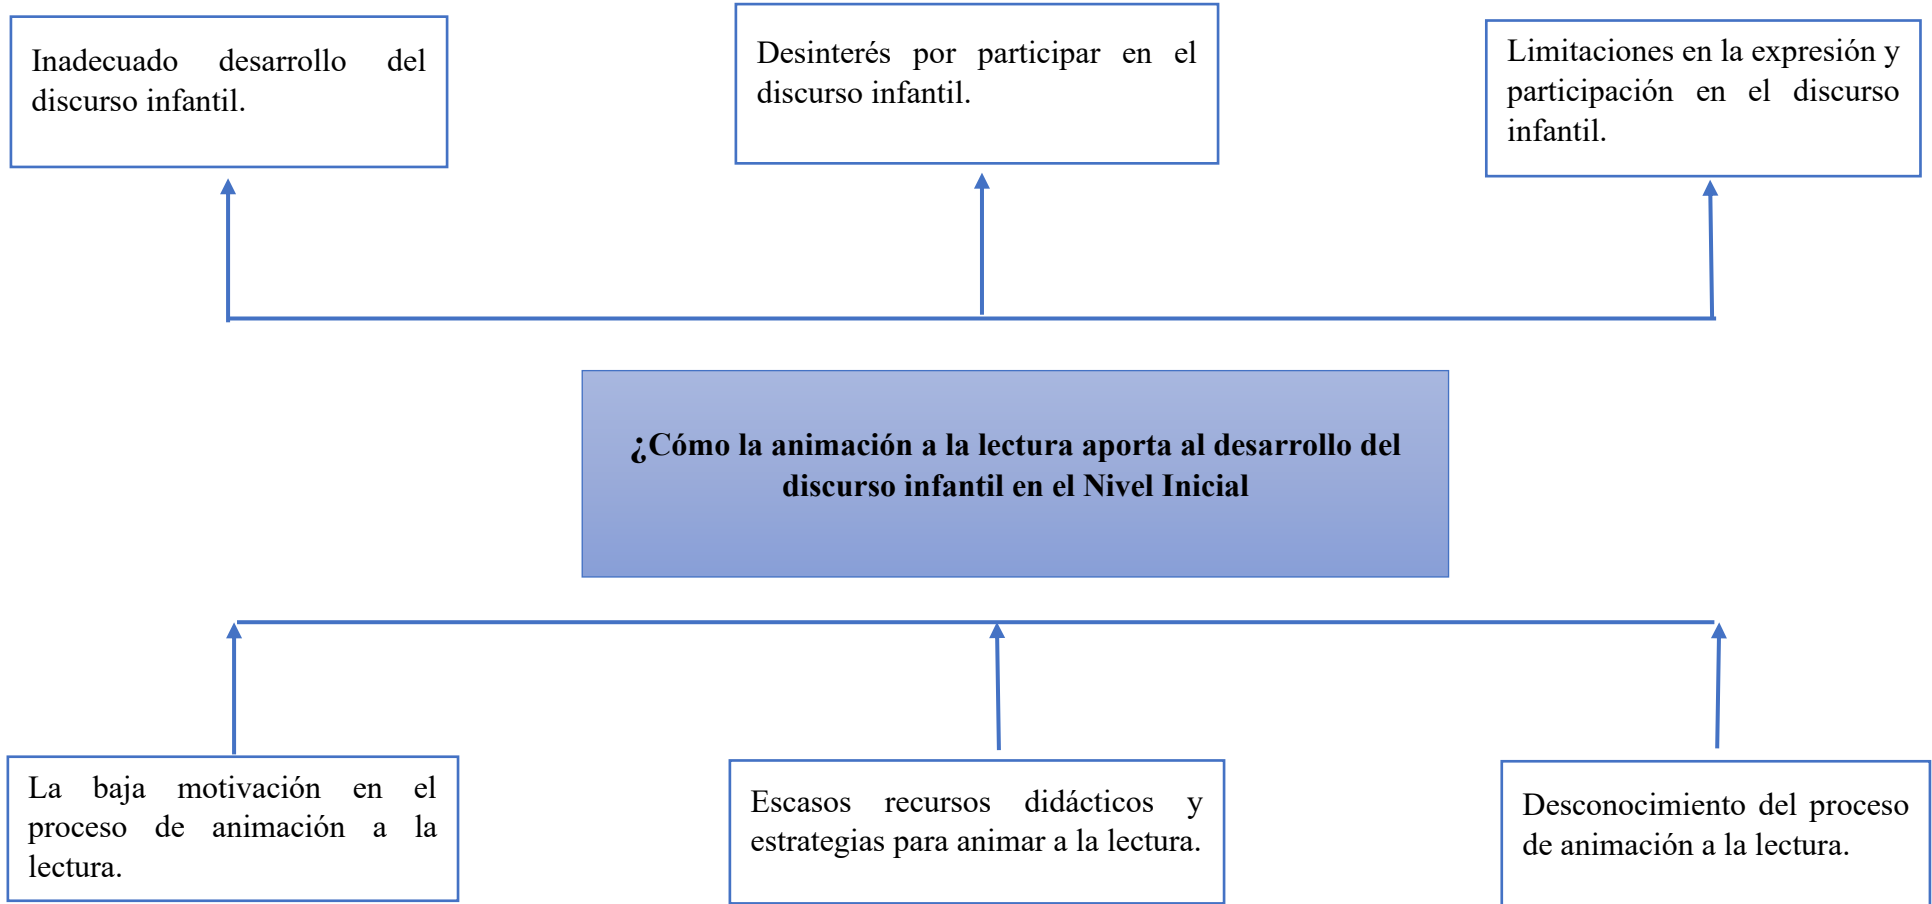 Inadecuado desarrollo del
discurso infantil.
Desinterés por participar en el
discurso infantil.
Limitaciones en la expresión y
participación en el discurso
infantil.
¿Cómo la animación a la lectura aporta al desarrollo del
discurso infantil en el Nivel Inicial
La baja motivación en el
proceso de animación a la
lectura.
Escasos recursos didácticos y
estrategias para animar a la lectura.
Desconocimiento del proceso
de animación a la lectura.